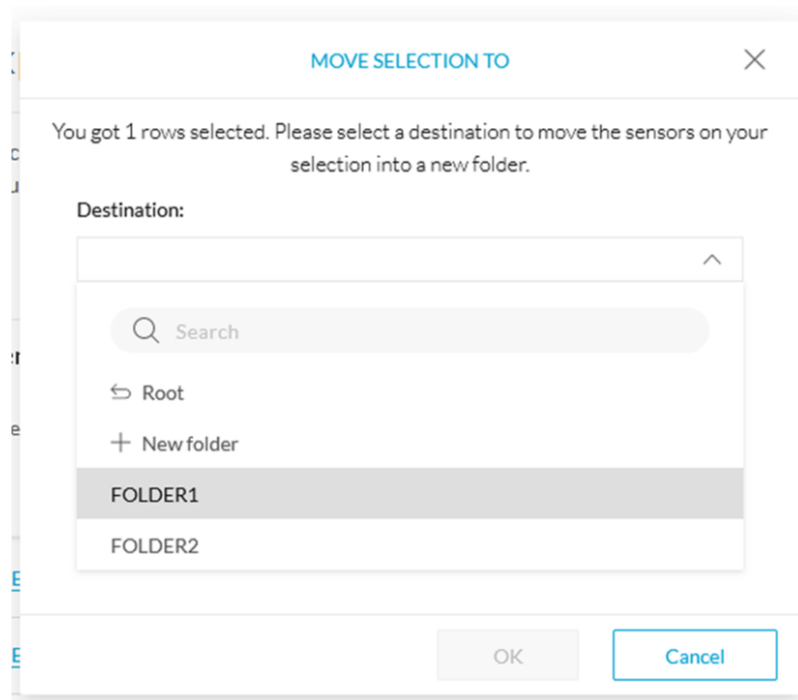 MOVE SELECTION TO
You got 1 rows selected. Please select a destination to move the sensors on your
selection into a new folder.
Destination:
Search
Root
New folder
FOLDER1
FOLDER2
OK
Cancel